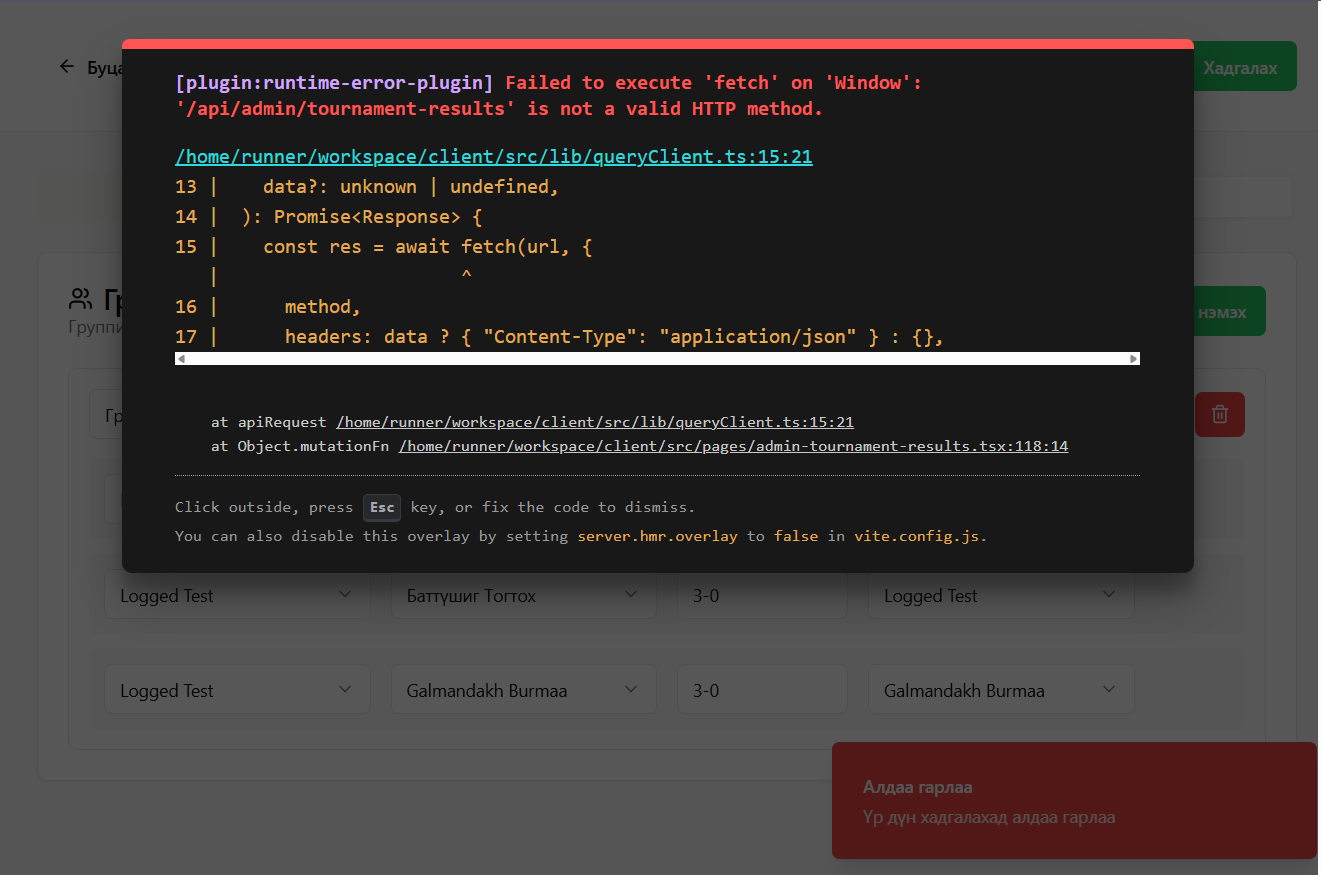 Буца
Хадгалах
[plugin:runtime-error-plugin] Failed to execute 'fetch' on 'Window':
'/api/admin/tournament-results' is not a valid HTTP method.
/home/runner/workspace/client/src/lib/queryClient.ts:15:21
13 |    data?: unknown | undefined,
14 |  ): Promise<Response> {
15 |    const res = await fetch(url, {
   |                      ^
16 |      method,
17 |      headers: data ? { "Content-Type": "application/json" } : {},
Гр
Группи
нэмэх
Гр
at apiRequest /home/runner/workspace/client/src/lib/queryClient.ts:15:21
at Object.mutationFn /home/runner/workspace/client/src/pages/admin-tournament-results.tsx:118:14
Click outside, press Esc key, or fix the code to dismiss.
You can also disable this overlay by setting server.hmr.overlay to false in vite.config.js.
Logged Test Баттүшиг Тогтох 3-0 Logged Test
Logged Test Galmandakh Burmaa 3-0 Galmandakh Burmaa
Алдаа гарлаа
Үр дүн хадгалахад алдаа гарлаа